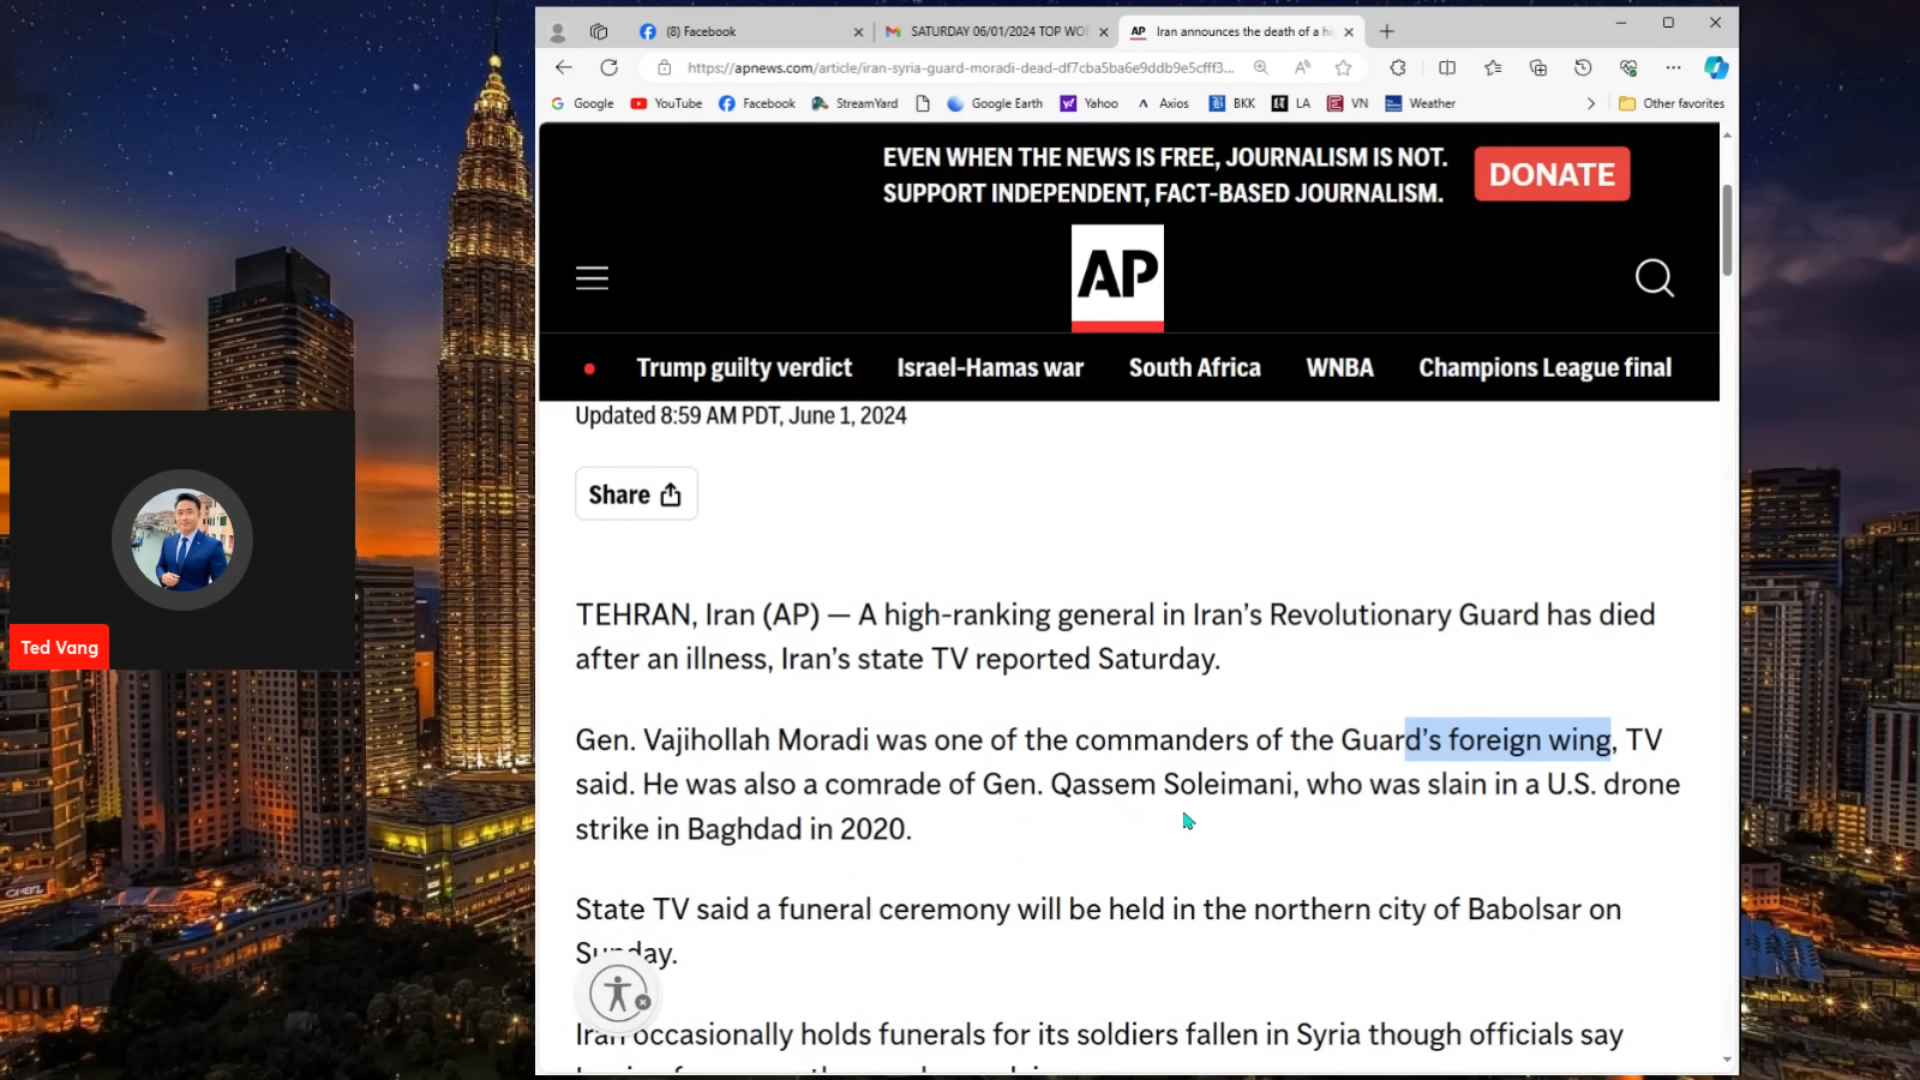 (8) Facebook
SATURDAY 06/01/2024 TOP WO
AP Iran announces the death of a hi
https://apnews.com/article/iran-syria-guard-moradi-dead-df7cba5ba6e9ddb9e5cfff3...
Google YouTube Facebook StreamYard Google Earth Yahoo Axios BKK LA VN Weather Other favorites
EVEN WHEN THE NEWS IS FREE, JOURNALISM IS NOT.
SUPPORT INDEPENDENT, FACT-BASED JOURNALISM.
DONATE
AP
Trump guilty verdict Israel-Hamas war South Africa WNBA Champions League final
Updated 8:59 AM PDT, June 1, 2024
Share
Ted Vang
TEHRAN, Iran (AP) — A high-ranking general in Iran’s Revolutionary Guard has died
after an illness, Iran’s state TV reported Saturday.
Gen. Vajihollah Moradi was one of the commanders of the Guard’s foreign wing, TV
said. He was also a comrade of Gen. Qassem Soleimani, who was slain in a U.S. drone
strike in Baghdad in 2020.
State TV said a funeral ceremony will be held in the northern city of Babolsar on
Sunday.
Iran occasionally holds funerals for its soldiers fallen in Syria though officials say